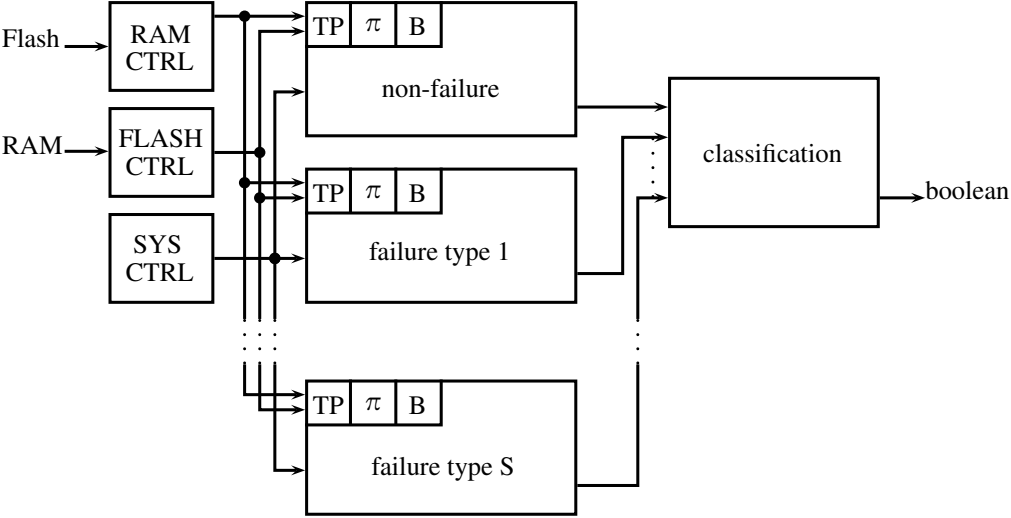 Flash
RAM
CTRL
TP π B
non-failure
RAM
FLASH
CTRL
classification
TP π B
boolean
SYS
CTRL
failure type 1
TP π B
failure type S